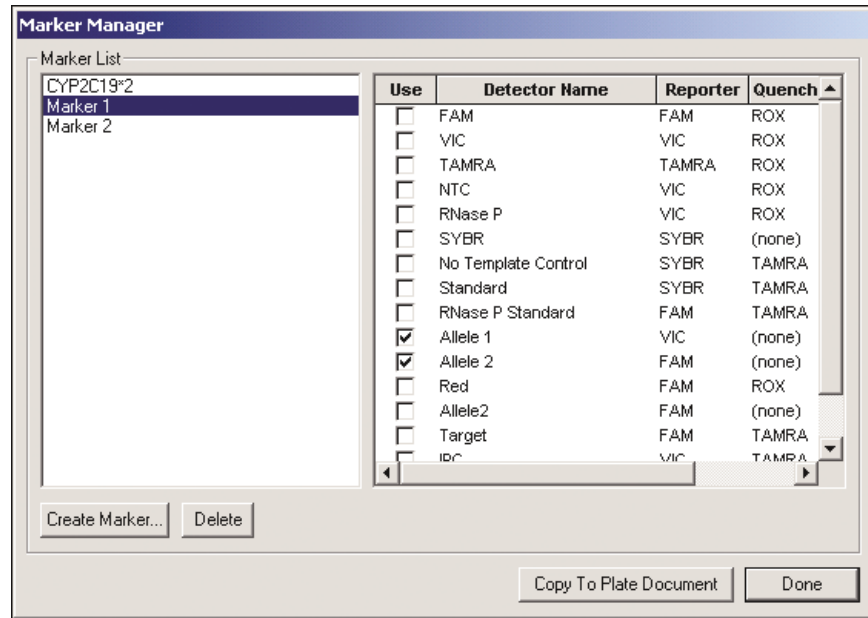 Marker Manager
Marker List
CYP2C19*2
Marker 1
Marker 2
Use Detector Name Reporter Quench
FAM FAM ROX
VIC VIC ROX
TAMRA TAMRA ROX
NTC VIC ROX
RNase P VIC ROX
SYBR SYBR (none)
No Template Control SYBR TAMRA
Standard SYBR TAMRA
RNase P Standard FAM TAMRA
Allele 1 VIC (none)
Allele 2 FAM (none)
Red FAM ROX
Allele2 FAM (none)
Target FAM TAMRA
IPC VIC TAMRA
Create Marker... Delete
Copy To Plate Document Done